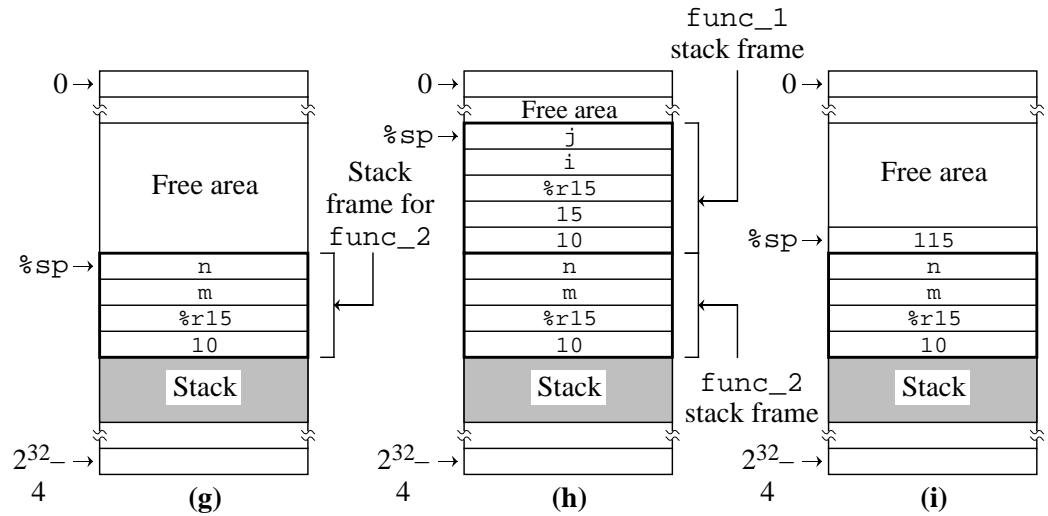 func_1
stack frame
0
Free area
%sp
Stack
frame for
func_2
%sp
n
m
%r15
10
Stack
2³²–
4
(g)
0
Free area
%sp
j
i
%r15
15
10
n
m
%r15
10
Stack
func_2
stack frame
2³²–
4
(h)
0
Free area
%sp
115
n
m
%r15
10
Stack
2³²–
4
(i)